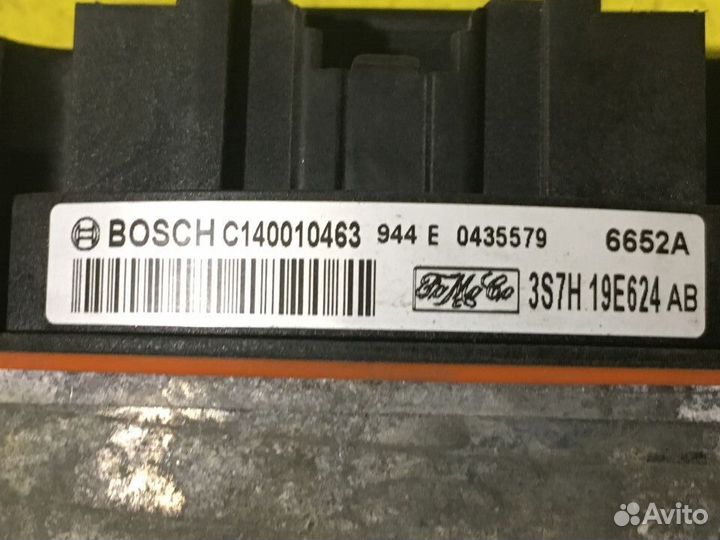 BOSCH C140010463 944 E 0435579 6652A
FoMoCo 3S7H 19E624 AB
Avito